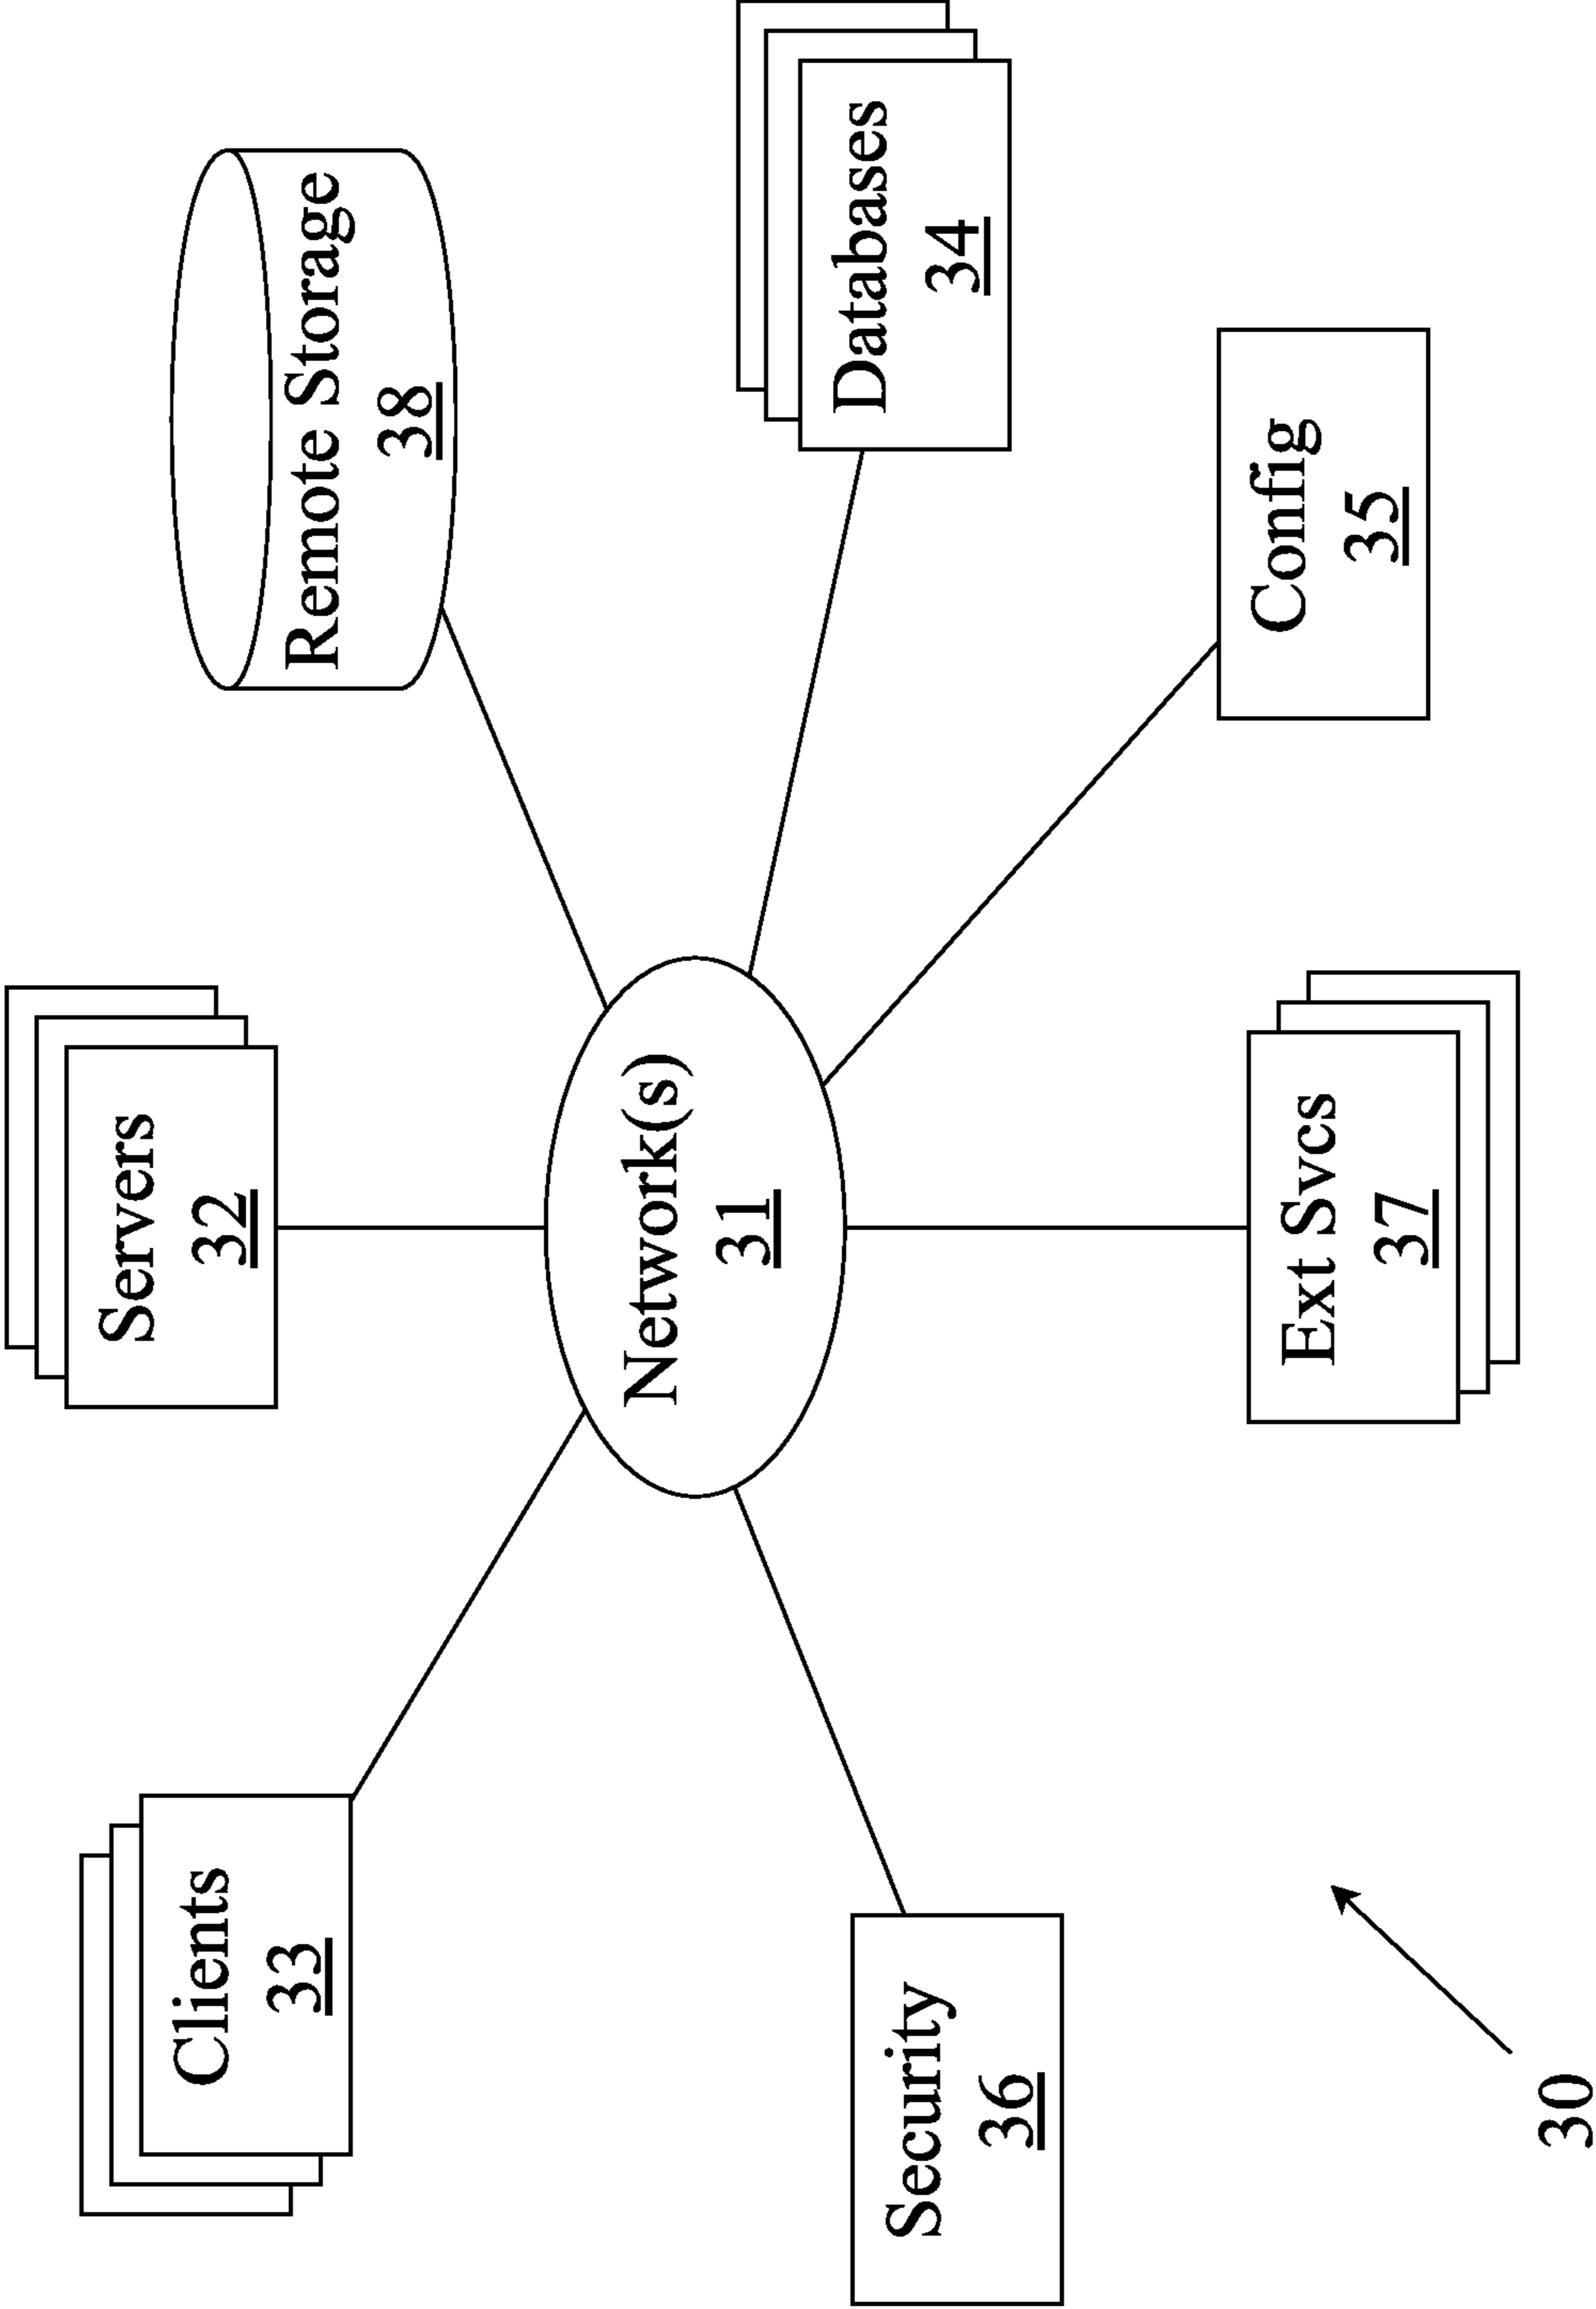 Servers
32
Clients
33
Remote Storage
38
Network(s)
31
Databases
34
Security
36
Config
35
Ext Svcs
37
30